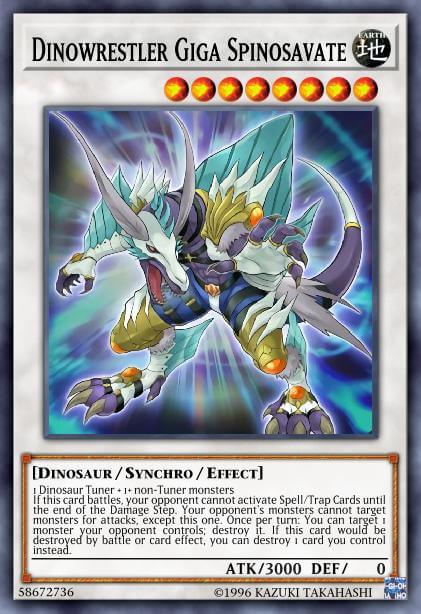 Dinowrestler Giga Spinosavate
EARTH
地
[Dinosaur / Synchro / Effect]
1 Dinosaur Tuner + 1+ non-Tuner monsters
If this card battles, your opponent cannot activate Spell/Trap Cards until
the end of the Damage Step. Your opponent's monsters cannot target
monsters for attacks, except this one. Once per turn: You can target 1
monster your opponent controls; destroy it. If this card would be
destroyed by battle or card effect, you can destroy 1 card you control
instead.
ATK/3000 DEF/ 0
58672736
©1996 KAZUKI TAKAHASHI